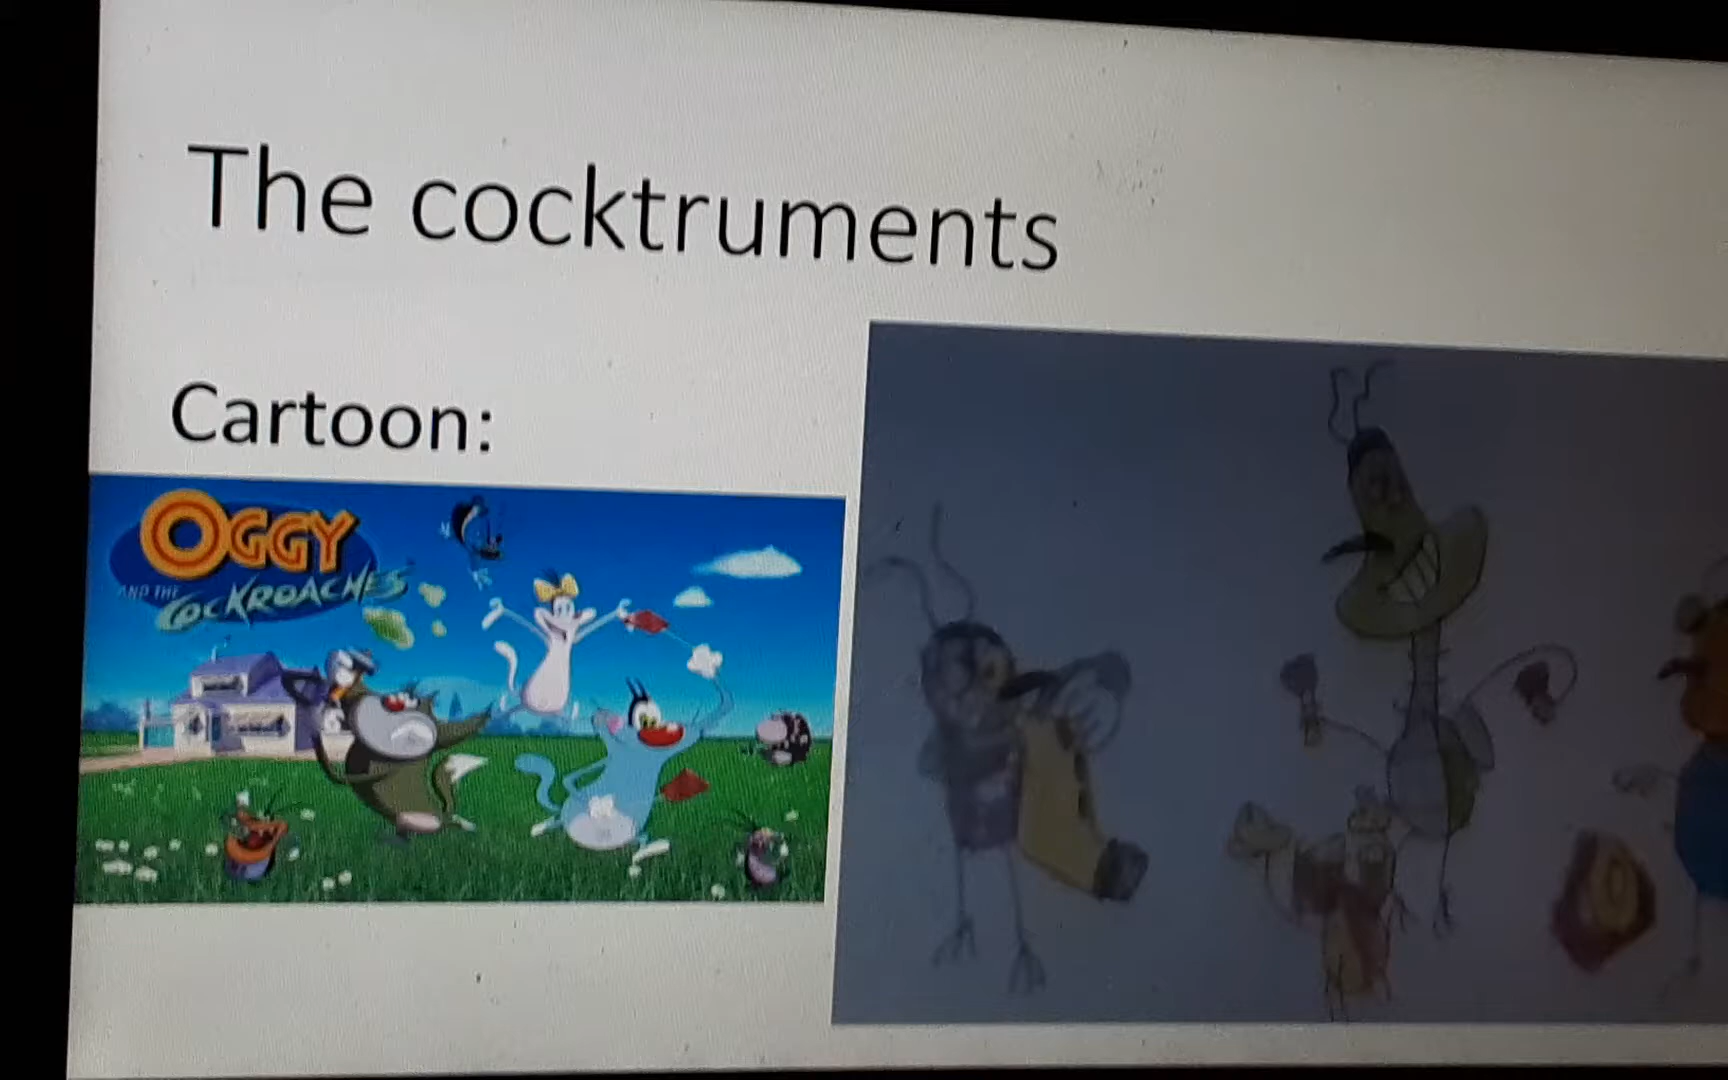 The cocktruments
Cartoon:
OGGY
AND THE
COCKROACHES